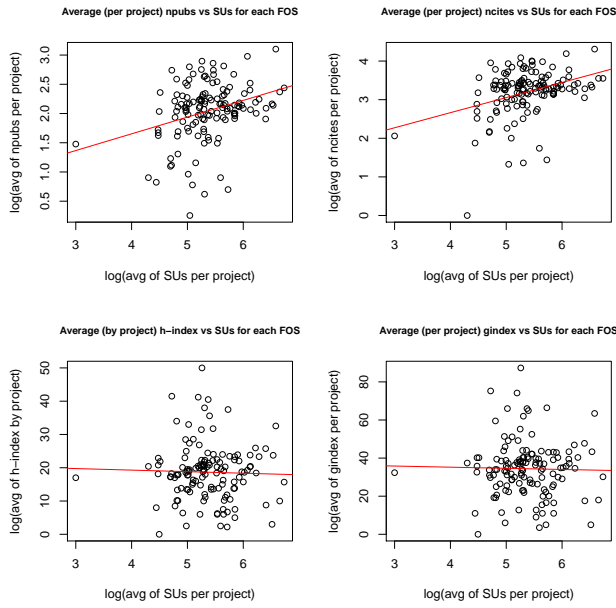 Average (per project) npubs vs SUs for each FOS
log(avg of npubs per project)
0.5 1.0 1.5 2.0 2.5 3.0
3 4 5 6
log(avg of SUs per project)
Average (per project) ncites vs SUs for each FOS
log(avg of ncites per project)
0 1 2 3 4
3 4 5 6
log(avg of SUs per project)
Average (by project) h−index vs SUs for each FOS
log(avg of h−index by project)
0 10 20 30 40 50
3 4 5 6
log(avg of SUs per project)
Average (per project) gindex vs SUs for each FOS
log(avg of gindex per project)
0 20 40 60 80
3 4 5 6
log(avg of SUs per project)